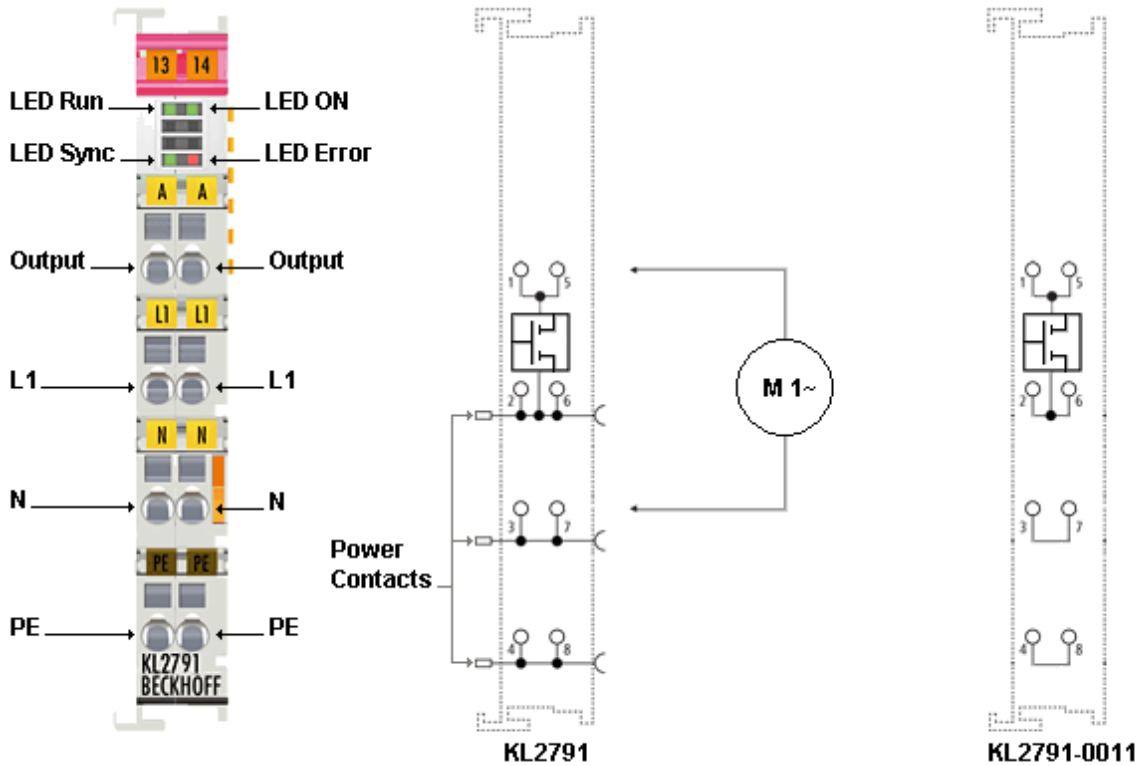 13 14
LED Run LED ON
LED Sync LED Error
A A
Output Output
L1 L1
L1 L1
N N
N N
PE PE
PE PE
KL2791
BECKHOFF
1 5
2 6
3 7
4 8
Power
Contacts
KL2791
M 1~
1 5
2 6
3 7
4 8
KL2791-0011